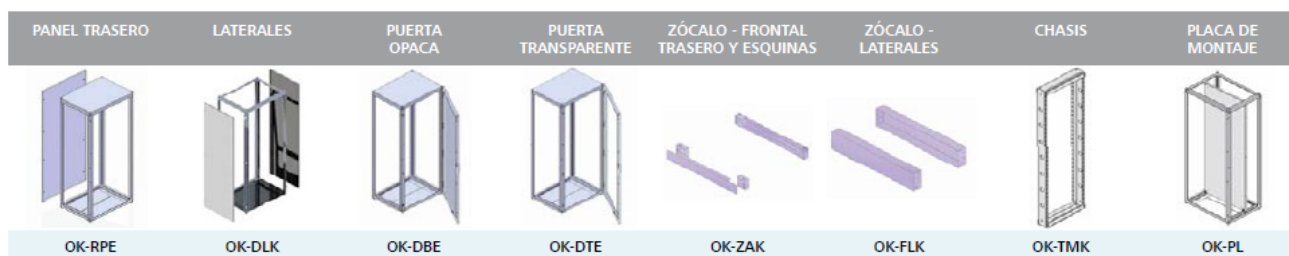 PANEL TRASERO
LATERALES
PUERTA
OPACA
PUERTA
TRANSPARENTE
ZÓCALO - FRONTAL
TRASERO Y ESQUINAS
ZÓCALO -
LATERALES
CHASIS
PLACA DE
MONTAJE
OK-RPE
OK-DLK
OK-DBE
OK-DTE
OK-ZAK
OK-FLK
OK-TMK
OK-PL